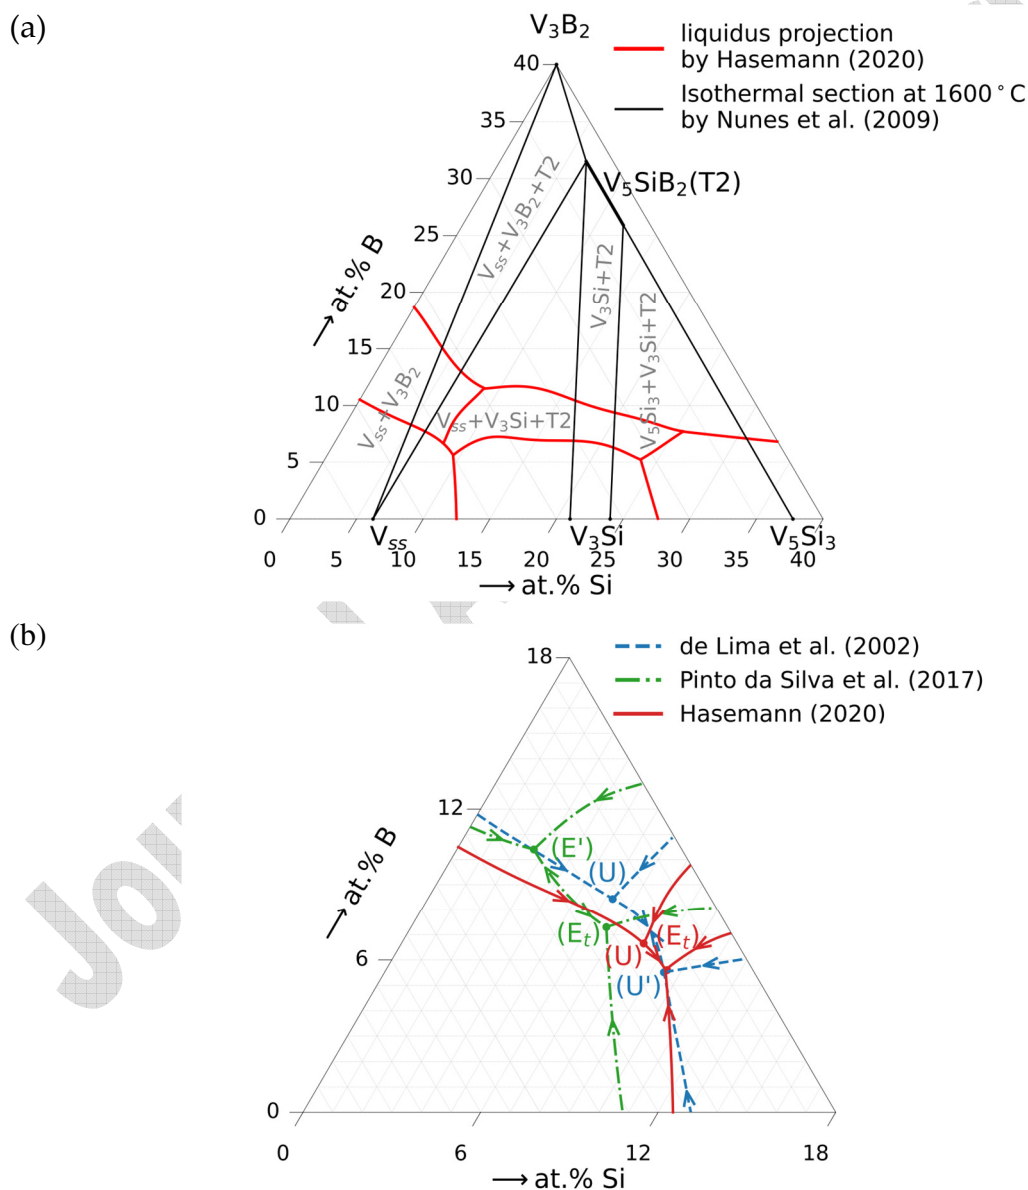 (a)
V₃B₂
liquidus projection
by Hasemann (2020)
Isothermal section at 1600°C
by Nunes et al. (2009)
40
35
30
25
20
15
10
5
0
→ at.% B
V₅SiB₂(T2)
Vss+V₃B₂+T2
V₃Si+T2
V₅Si₃+V₃Si+T2
Vss+V₃B₂
Vss+V₃Si+T2
Vss
V₃Si
V₅Si₃
0 5 10 15 20 25 30 35 40
→ at.% Si
(b)
de Lima et al. (2002)
Pinto da Silva et al. (2017)
Hasemann (2020)
18
12
6
0
→ at.% B
(E')
(U)
(Eₜ)
(Eₜ)
(U)
(U')
0 6 12 18
→ at.% Si
Jo